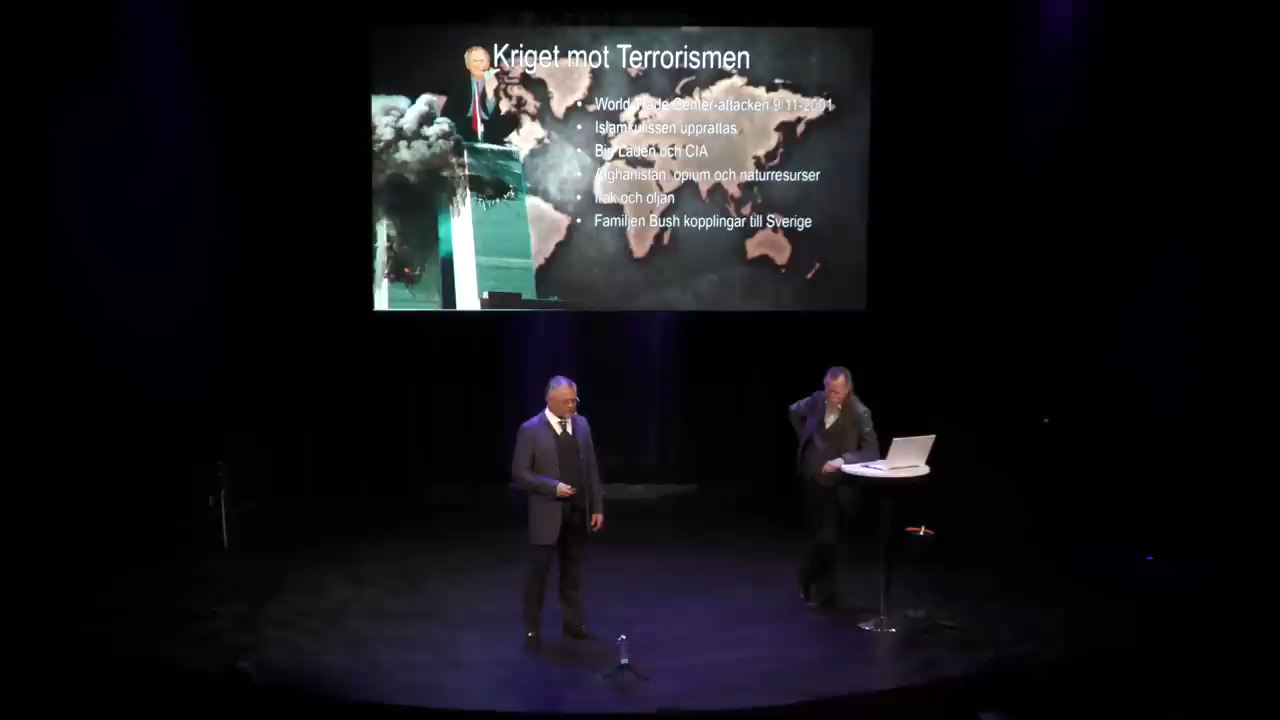 Kriget mot Terrorismen
• World Trade Center-attacken 9-11-2001
• Islamkulissen upprättas
• Bin Laden och CIA
• Afghanistan opium och naturresurser
• Irak och oljan
• Familjen Bush kopplingar till Sverige